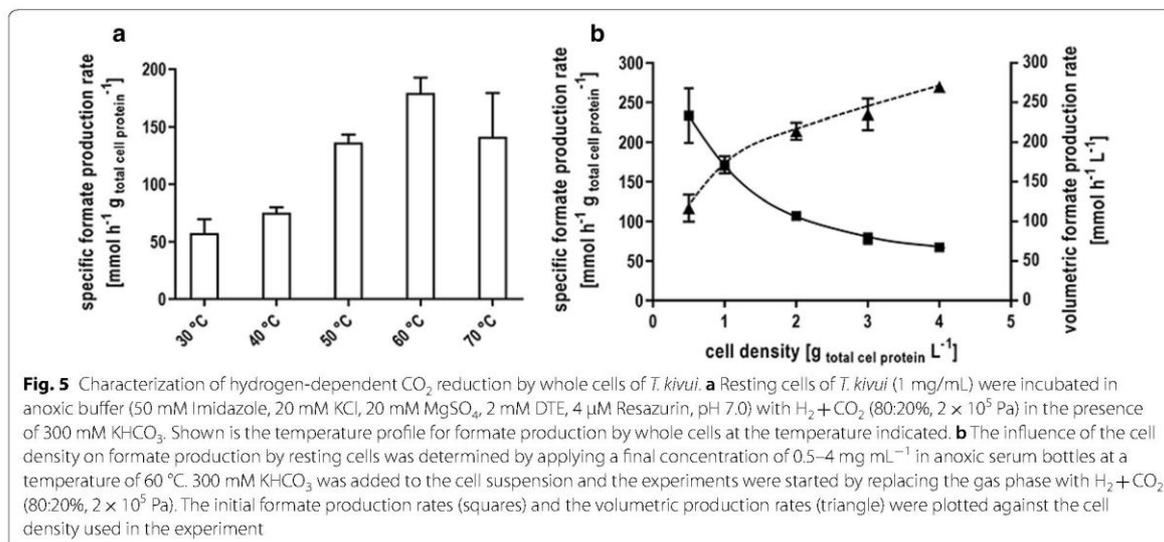 a
specific formate production rate
[mmol h⁻¹ g total cell protein⁻¹]
200
150
100
50
0
30 °C
40 °C
50 °C
60 °C
70 °C
b
specific formate production rate
[mmol h⁻¹ g total cell protein⁻¹]
300
250
200
150
100
50
0
0
1
2
3
4
5
cell density [g total cel protein L⁻¹]
300
250
200
150
100
50
0
volumetric formate production rate
[mmol h⁻¹ L⁻¹]
Fig. 5 Characterization of hydrogen-dependent CO₂ reduction by whole cells of T. kivui. a Resting cells of T. kivui (1 mg/mL) were incubated in
anoxic buffer (50 mM Imidazole, 20 mM KCl, 20 mM MgSO₄, 2 mM DTE, 4 μM Resazurin, pH 7.0) with H₂ + CO₂ (80:20%, 2 × 10⁵ Pa) in the presence
of 300 mM KHCO₃. Shown is the temperature profile for formate production by whole cells at the temperature indicated. b The influence of the cell
density on formate production by resting cells was determined by applying a final concentration of 0.5–4 mg mL⁻¹ in anoxic serum bottles at a
temperature of 60 °C. 300 mM KHCO₃ was added to the cell suspension and the experiments were started by replacing the gas phase with H₂ + CO₂
(80:20%, 2 × 10⁵ Pa). The initial formate production rates (squares) and the volumetric production rates (triangle) were plotted against the cell
density used in the experiment